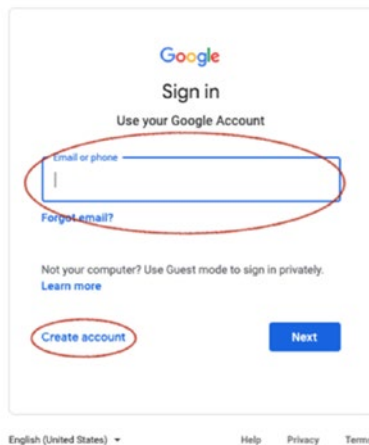 Google
Sign in
Use your Google Account
Email or phone
Forgot email?
Not your computer? Use Guest mode to sign in privately.
Learn more
Create account Next
English (United States) Help Privacy Terms